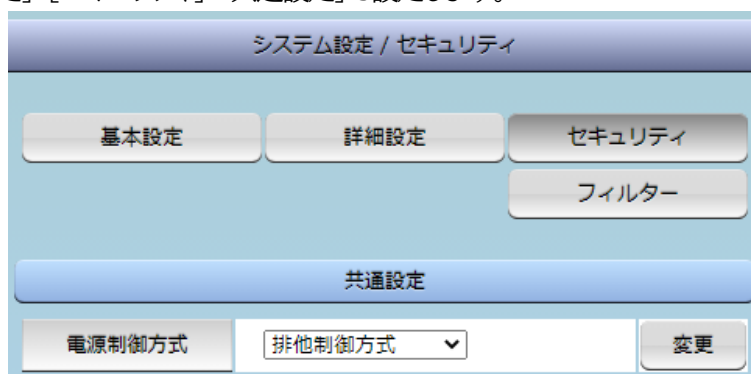 システム設定 / セキュリティ
基本設定
詳細設定
セキュリティ
フィルター
共通設定
電源制御方式
排他制御方式
変更